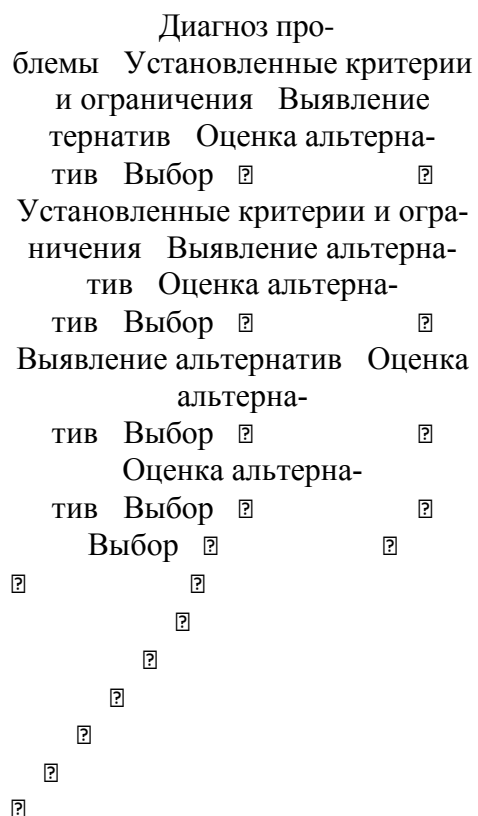 Диагноз про-
блемы Установленные критерии
и ограничения Выявление
тернатив Оценка альтерна-
тив Выбор ⍰ ⍰
Установленные критерии и огра-
ничения Выявление альтерна-
тив Оценка альтерна-
тив Выбор ⍰ ⍰
Выявление альтернатив Оценка
альтерна-
тив Выбор ⍰ ⍰
Оценка альтерна-
тив Выбор ⍰ ⍰
Выбор ⍰ ⍰
⍰ ⍰
⍰
⍰
⍰
⍰
⍰
⍰